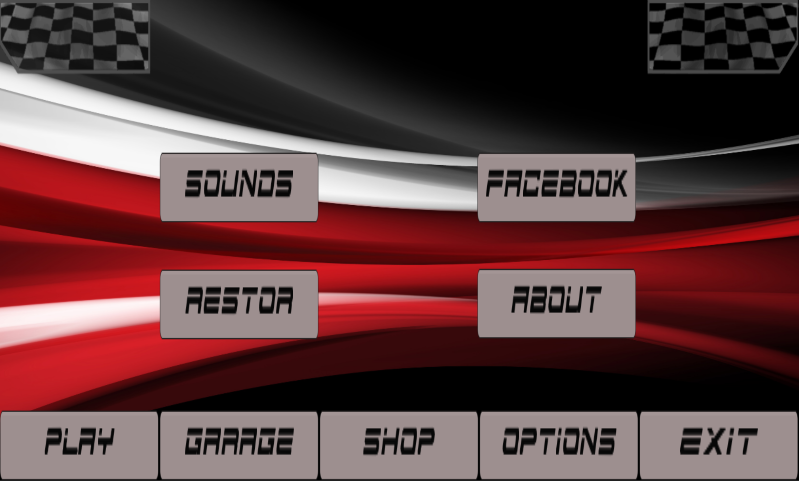 SOUNDS
FACEBOOK
RESTOR
ABOUT
PLAY
GARAGE
SHOP
OPTIONS
EXIT